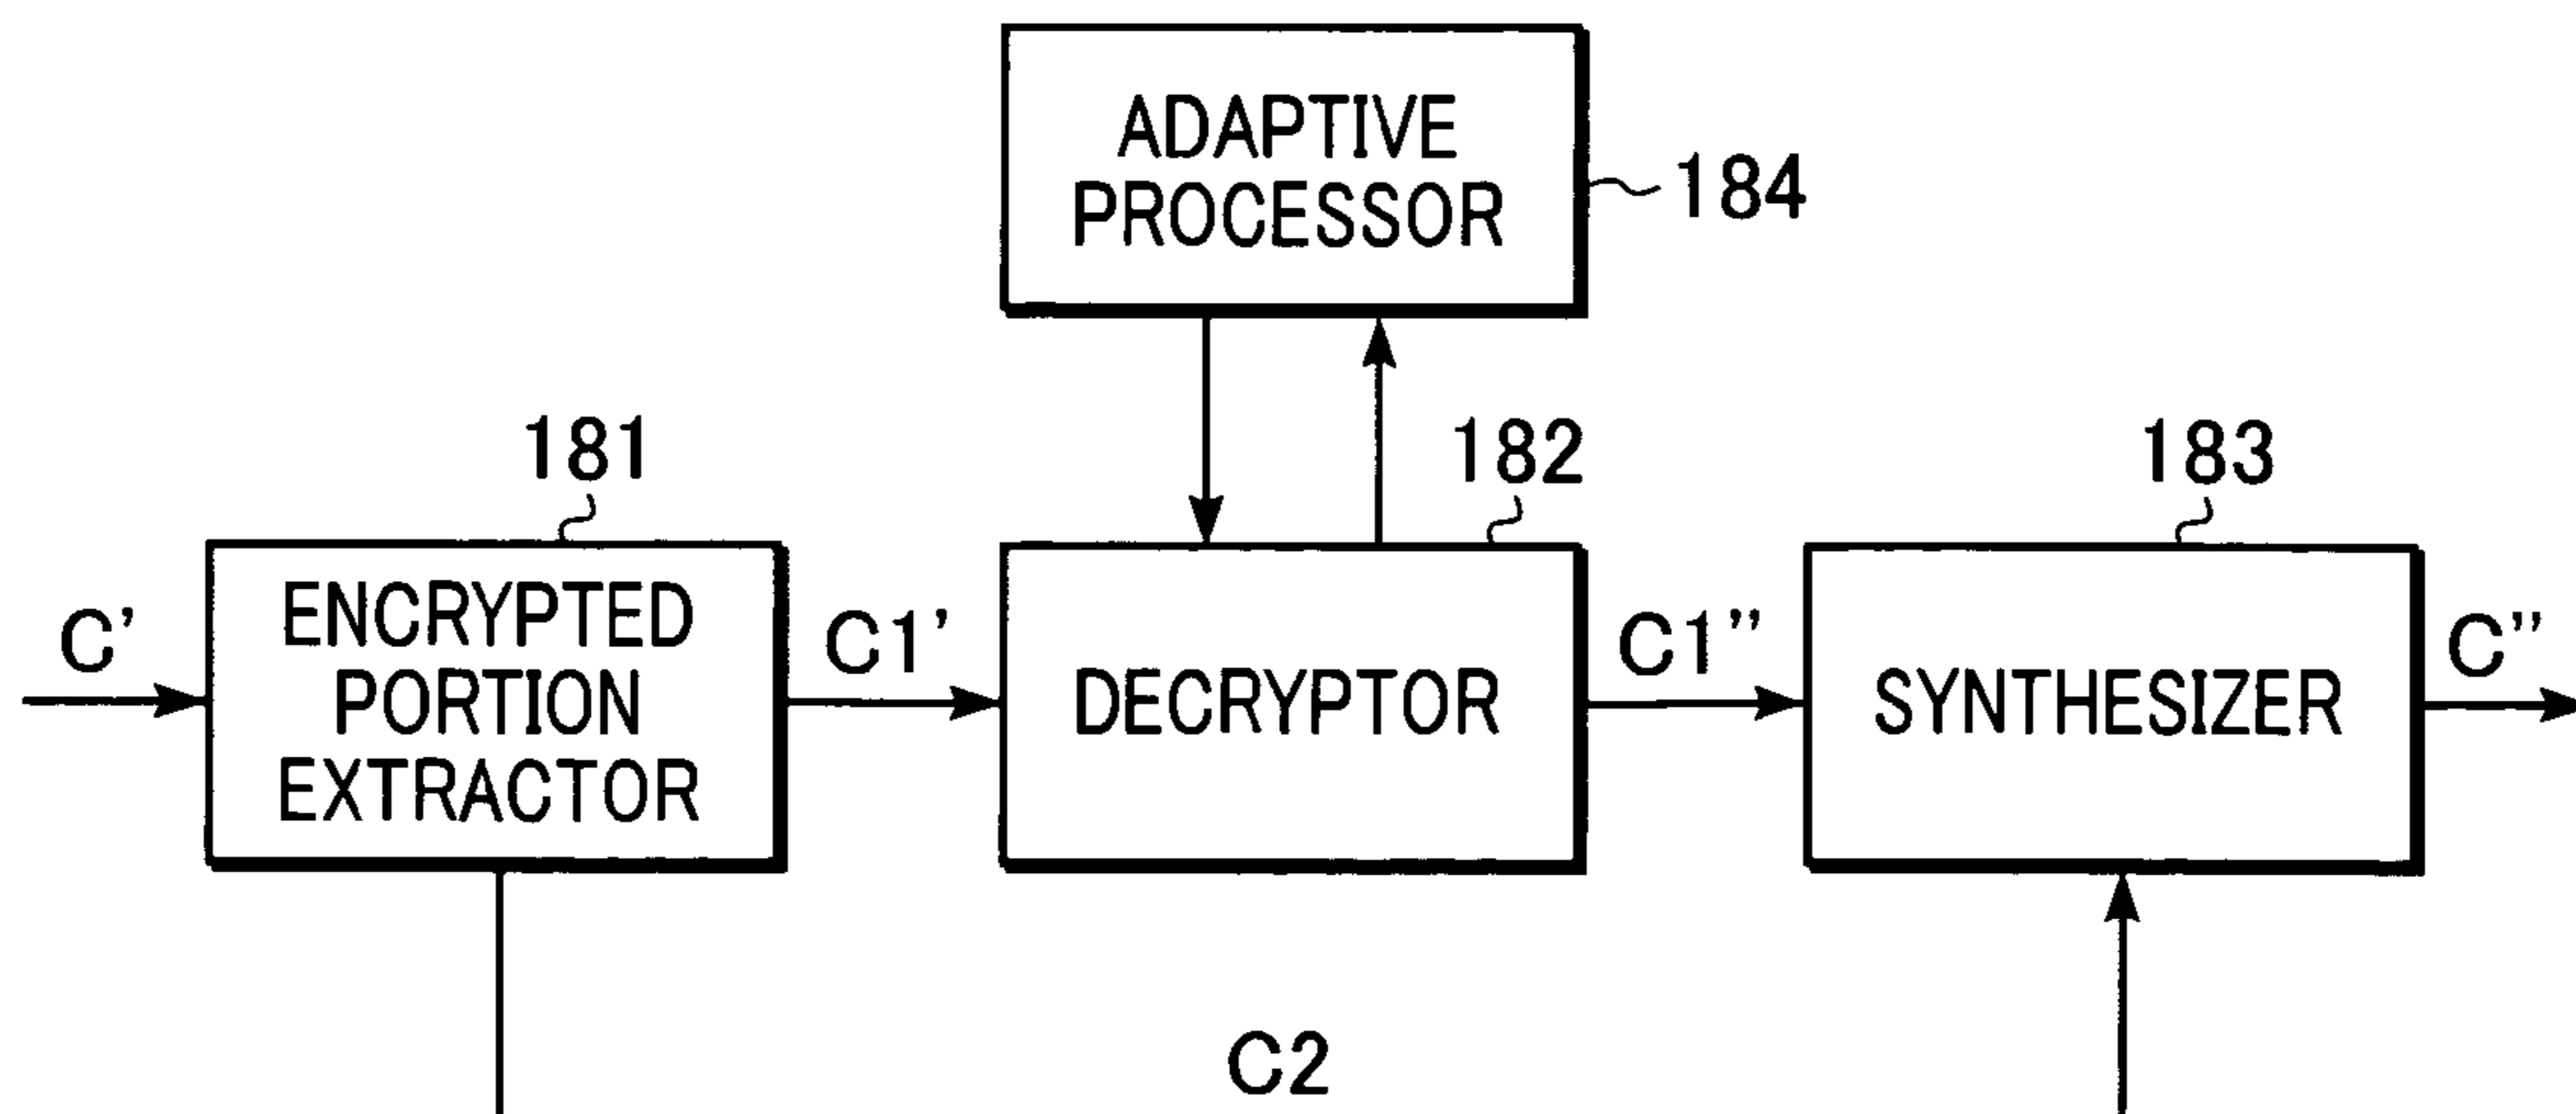 ADAPTIVE
PROCESSOR
184
181
182
183
C'
ENCRYPTED
PORTION
EXTRACTOR
C1'
DECRYPTOR
C1"
SYNTHESIZER
C"
C2